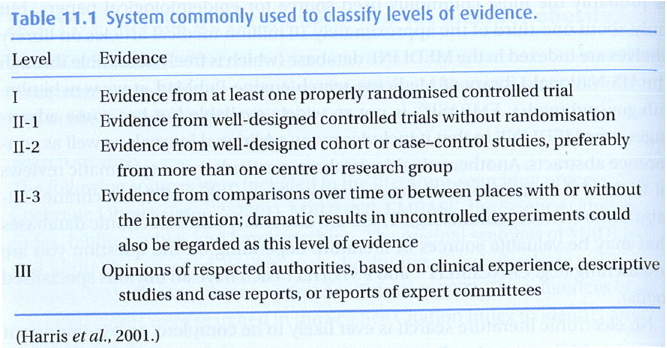 Table 11.1 System commonly used to classify levels of evidence.
Level Evidence
I Evidence from at least one properly randomised controlled trial
II-1 Evidence from well-designed controlled trials without randomisation
II-2 Evidence from well-designed cohort or case–control studies, preferably
from more than one centre or research group
II-3 Evidence from comparisons over time or between places with or without
the intervention; dramatic results in uncontrolled experiments could
also be regarded as this level of evidence
III Opinions of respected authorities, based on clinical experience, descriptive
studies and case reports, or reports of expert committees
(Harris et al., 2001.)